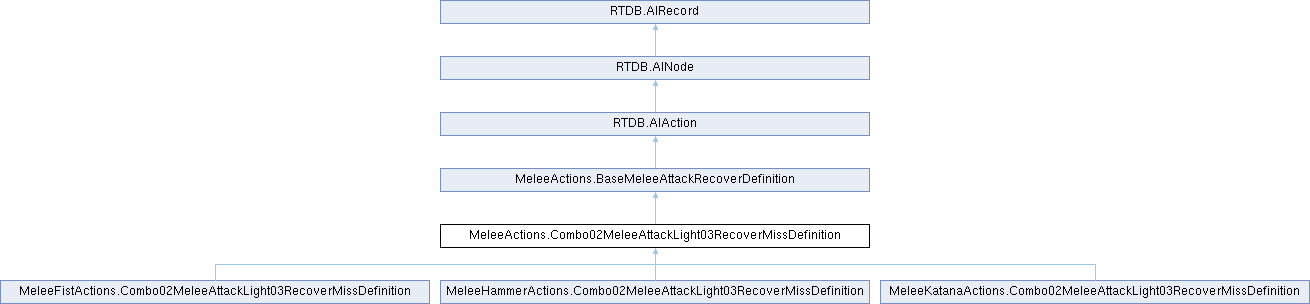 RTDB.AIRecord
RTDB.AINode
RTDB.AIAction
MeleeActions.BaseMeleeAttackRecoverDefinition
MeleeActions.Combo02MeleeAttackLight03RecoverMissDefinition
MeleeFistActions.Combo02MeleeAttackLight03RecoverMissDefinition
MeleeHammerActions.Combo02MeleeAttackLight03RecoverMissDefinition
MeleeKatanaActions.Combo02MeleeAttackLight03RecoverMissDefinition